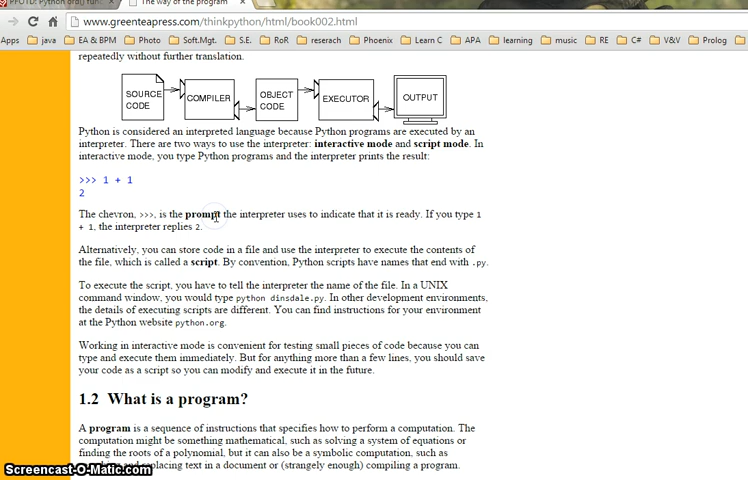 PFOTD: Python ord() func
The way of the program
www.greenteapress.com/thinkpython/html/book002.html
Apps java EA & BPM Photo Soft.Mgt. S.E. RoR reserach Phoenix Learn C APA learning music RE C# V&V Prolog
repeatedly without further translation.
SOURCE CODE COMPILER OBJECT CODE EXECUTOR OUTPUT
Python is considered an interpreted language because Python programs are executed by an
interpreter. There are two ways to use the interpreter: interactive mode and script mode. In
interactive mode, you type Python programs and the interpreter prints the result:
>>> 1 + 1
2
The chevron, >>>, is the prompt the interpreter uses to indicate that it is ready. If you type 1
+ 1, the interpreter replies 2.
Alternatively, you can store code in a file and use the interpreter to execute the contents of
the file, which is called a script. By convention, Python scripts have names that end with .py.
To execute the script, you have to tell the interpreter the name of the file. In a UNIX
command window, you would type python dinsdale.py. In other development environments,
the details of executing scripts are different. You can find instructions for your environment
at the Python website python.org.
Working in interactive mode is convenient for testing small pieces of code because you can
type and execute them immediately. But for anything more than a few lines, you should save
your code as a script so you can modify and execute it in the future.
1.2 What is a program?
A program is a sequence of instructions that specifies how to perform a computation. The
computation might be something mathematical, such as solving a system of equations or
finding the roots of a polynomial, but it can also be a symbolic computation, such as
and replacing text in a document or (strangely enough) compiling a program.
Screencast-O-Matic.com